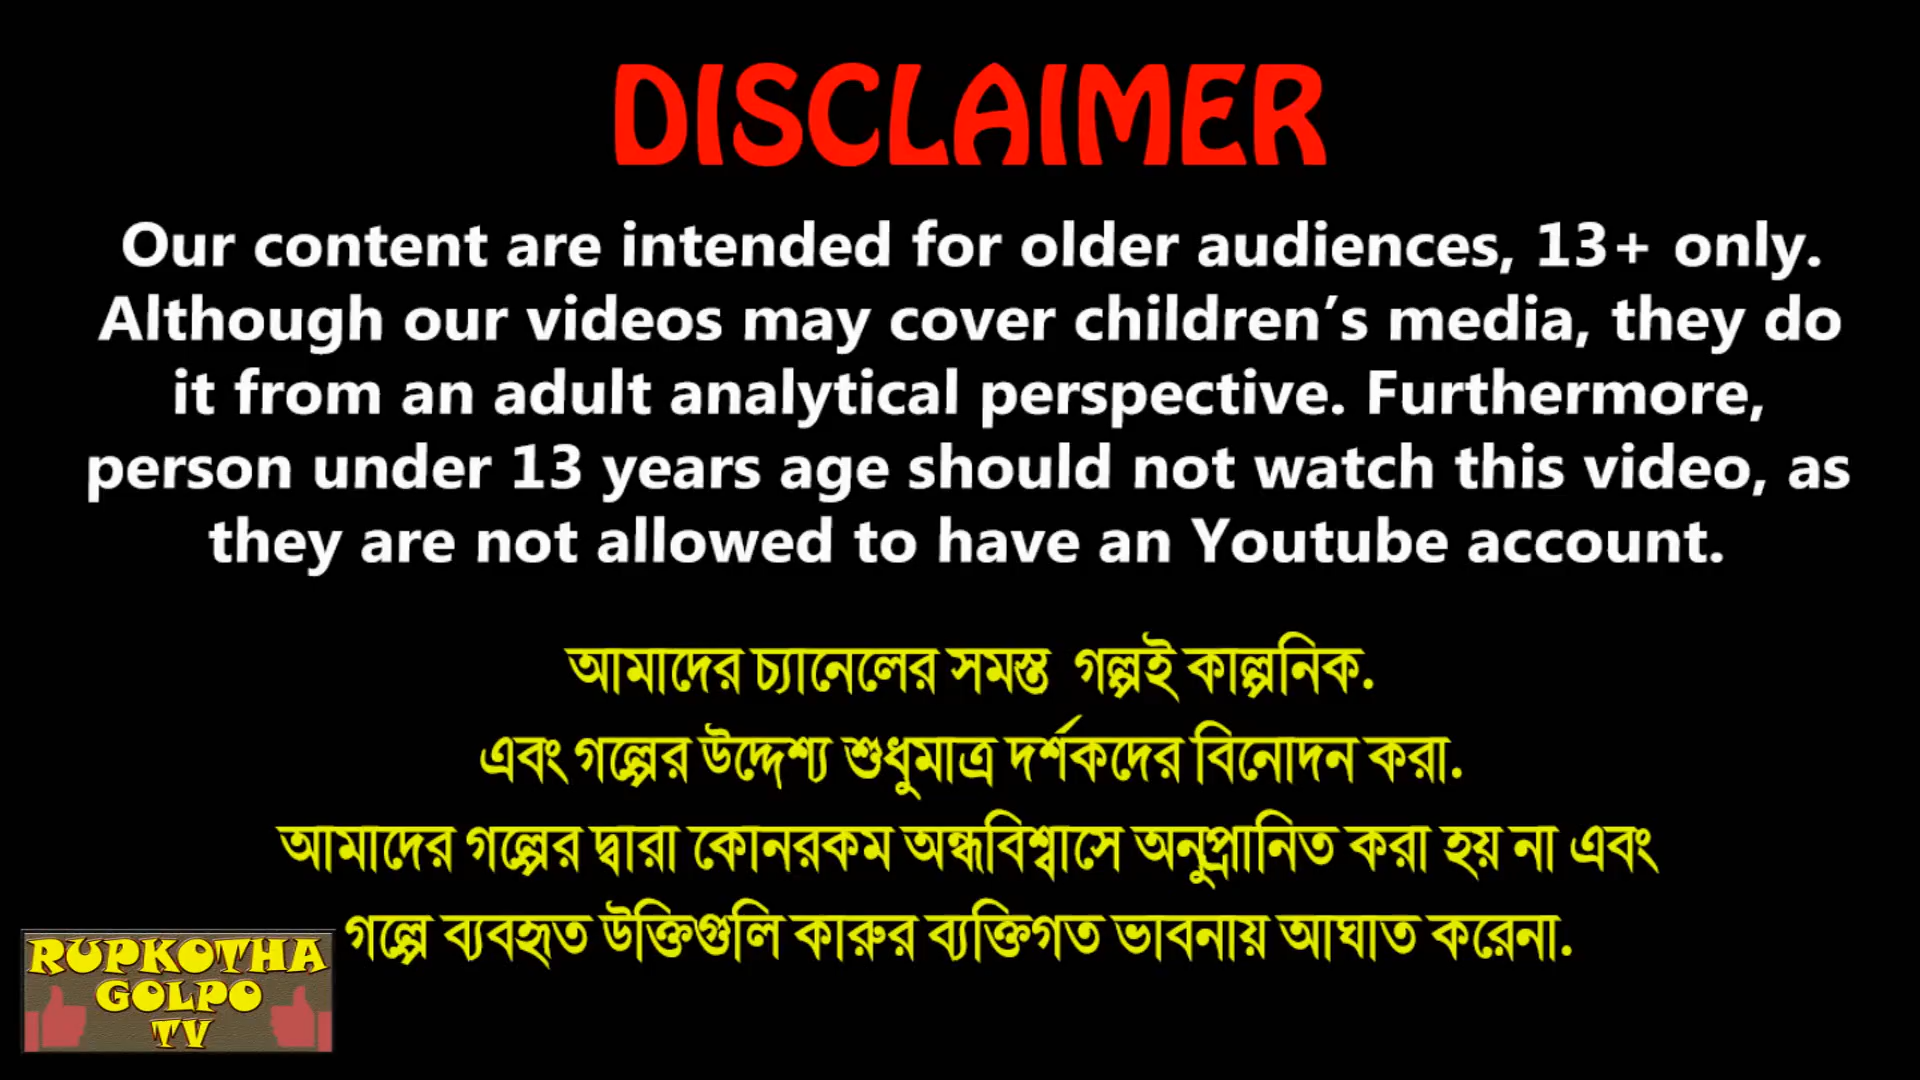 DISCLAIMER
Our content are intended for older audiences, 13+ only.
Although our videos may cover children’s media, they do
it from an adult analytical perspective. Furthermore,
person under 13 years age should not watch this video, as
they are not allowed to have an Youtube account.
আমাদের চ্যানেলের সমস্ত গল্পই কাল্পনিক.
এবং গল্পের উদ্দেশ্য শুধুমাত্র দর্শকদের বিনোদন করা.
আমাদের গল্পের দ্বারা কোনরকম অন্ধবিশ্বাসে অনুপ্রানিত করা হয় না এবং
গল্পে ব্যবহৃত উক্তিগুলি কারুর ব্যক্তিগত ভাবনায় আঘাত করেনা.
RUPKOTHA
GOLPO
TV